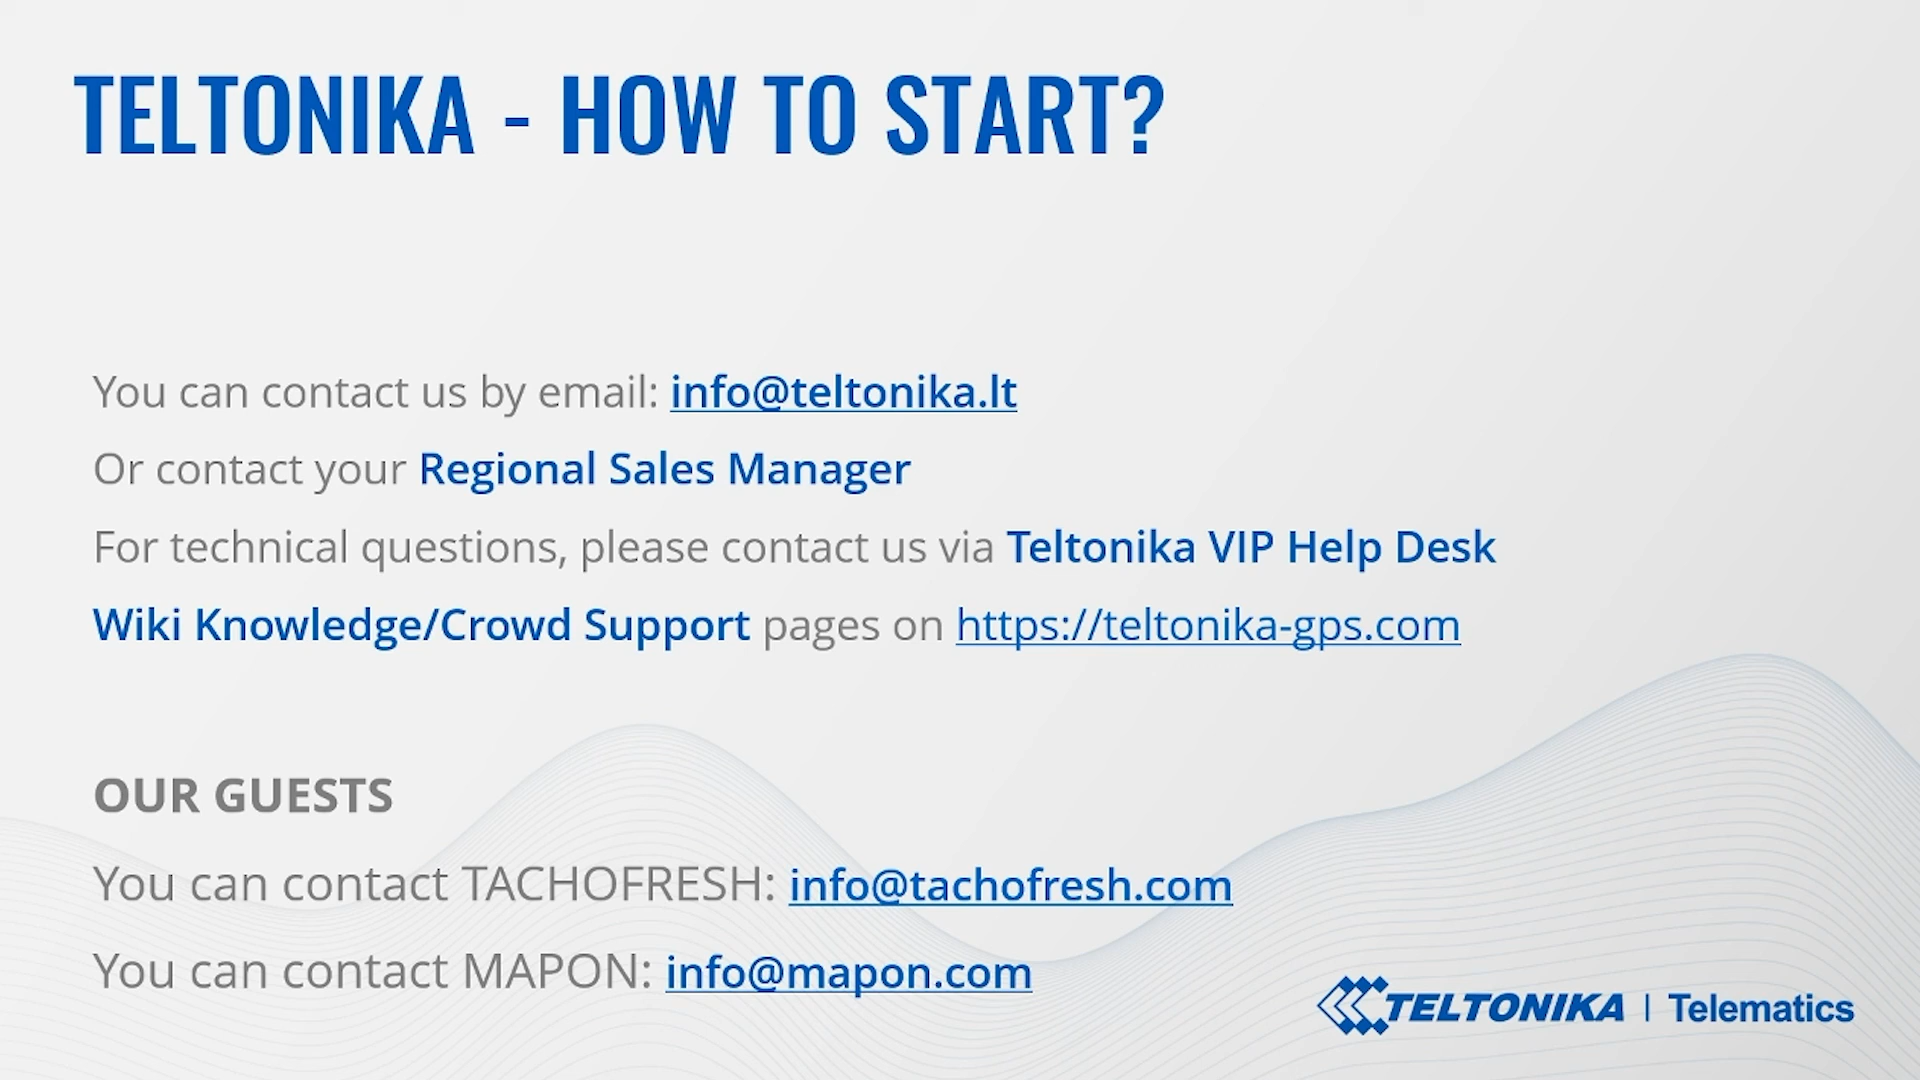 TELTONIKA - HOW TO START?
You can contact us by email: info@teltonika.lt
Or contact your Regional Sales Manager
For technical questions, please contact us via Teltonika VIP Help Desk
Wiki Knowledge/Crowd Support pages on https://teltonika-gps.com
OUR GUESTS
You can contact TACHOFRESH: info@tachofresh.com
You can contact MAPON: info@mapon.com
TELTONIKA | Telematics